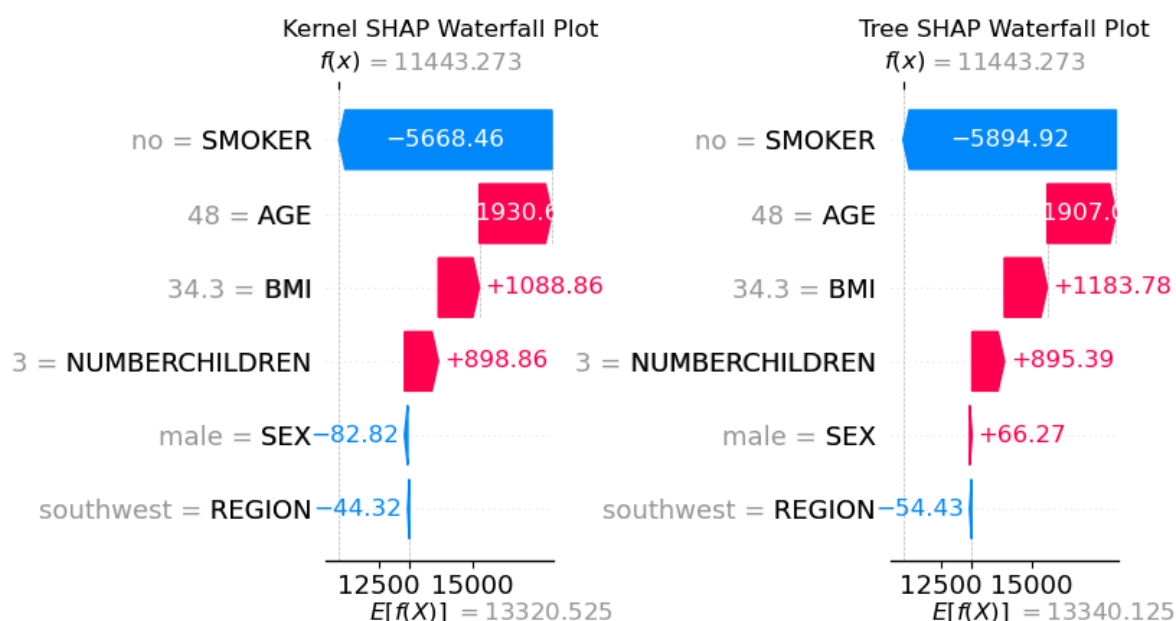 Kernel SHAP Waterfall Plot
f(x) = 11443.273
no = SMOKER −5668.46
48 = AGE 1930.6
34.3 = BMI +1088.86
3 = NUMBERCHILDREN +898.86
male = SEX −82.82
southwest = REGION −44.32
12500 15000
E[f(X)] = 13320.525
Tree SHAP Waterfall Plot
f(x) = 11443.273
no = SMOKER −5894.92
48 = AGE 1907.
34.3 = BMI +1183.78
3 = NUMBERCHILDREN +895.39
male = SEX +66.27
southwest = REGION −54.43
12500 15000
E[f(X)] = 13340.125